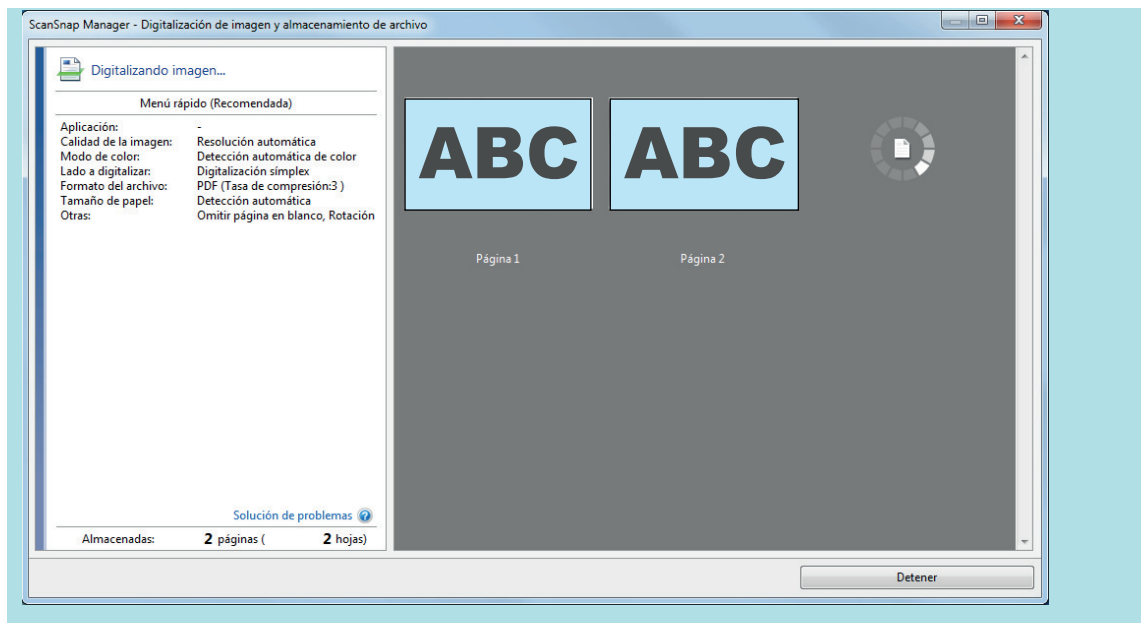 ScanSnap Manager - Digitalización de imagen y almacenamiento de archivo
Digitalizando imagen...
Menú rápido (Recomendada)
Aplicación: -
Calidad de la imagen: Resolución automática
Modo de color: Detección automática de color
Lado a digitalizar: Digitalización símplex
Formato del archivo: PDF (Tasa de compresión:3 )
Tamaño de papel: Detección automática
Otras: Omitir página en blanco, Rotación
Solución de problemas ?
Almacenadas: 2 páginas ( 2 hojas)
ABC ABC
Página 1 Página 2
Detener